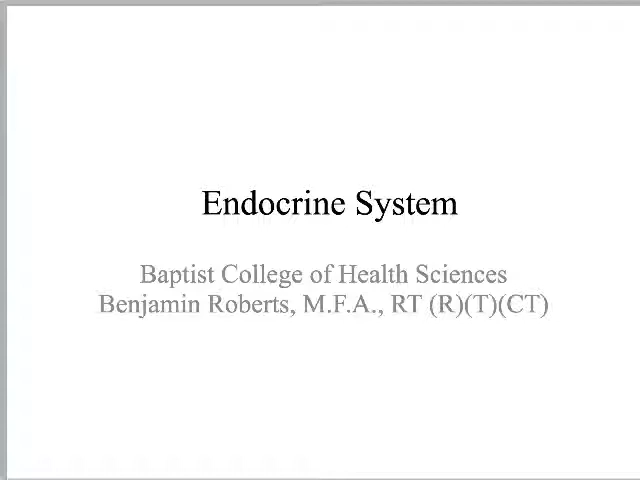 Endocrine System
Baptist College of Health Sciences
Benjamin Roberts, M.F.A., RT (R)(T)(CT)